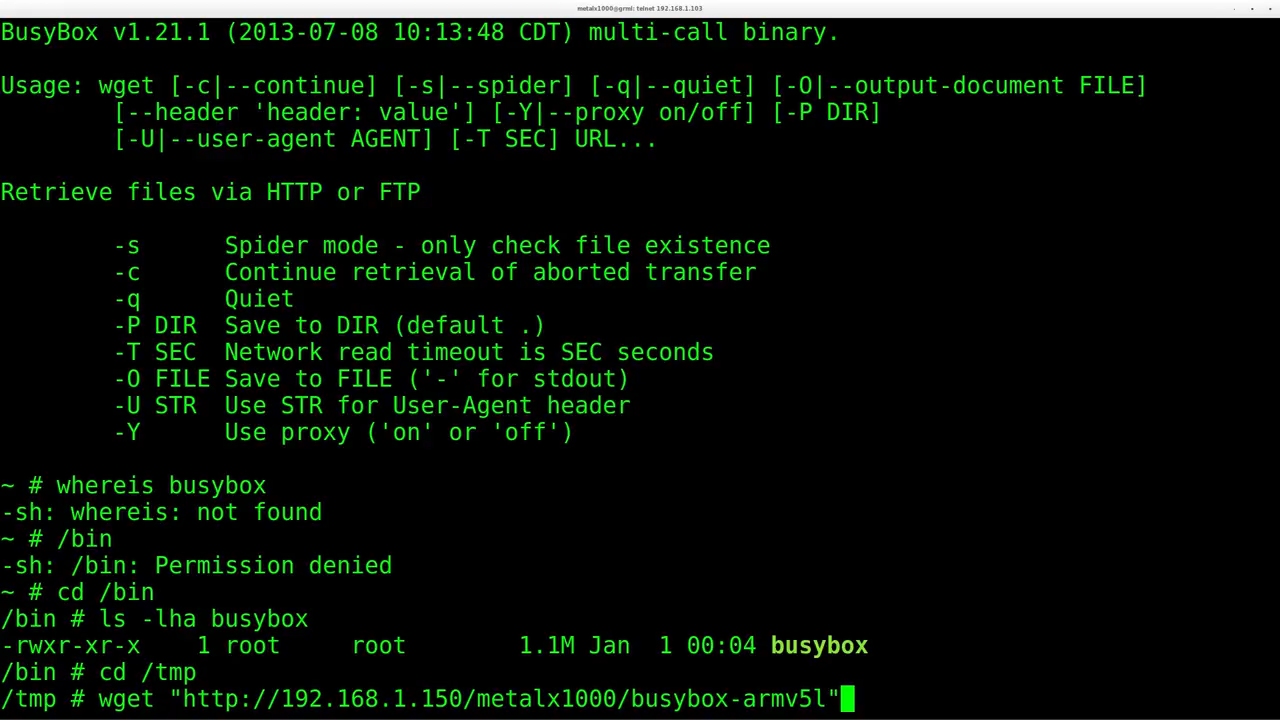 metalx1000@grml: telnet 192.168.1.103
BusyBox v1.21.1 (2013-07-08 10:13:48 CDT) multi-call binary.
Usage: wget [-c|--continue] [-s|--spider] [-q|--quiet] [-O|--output-document FILE]
[--header 'header: value'] [-Y|--proxy on/off] [-P DIR]
[-U|--user-agent AGENT] [-T SEC] URL...
Retrieve files via HTTP or FTP
-s Spider mode - only check file existence
-c Continue retrieval of aborted transfer
-q Quiet
-P DIR Save to DIR (default .)
-T SEC Network read timeout is SEC seconds
-O FILE Save to FILE ('-' for stdout)
-U STR Use STR for User-Agent header
-Y Use proxy ('on' or 'off')
~ # whereis busybox
-sh: whereis: not found
~ # /bin
-sh: /bin: Permission denied
~ # cd /bin
/bin # ls -lha busybox
-rwxr-xr-x 1 root root 1.1M Jan 1 00:04 busybox
/bin # cd /tmp
/tmp # wget "http://192.168.1.150/metalx1000/busybox-armv5l"